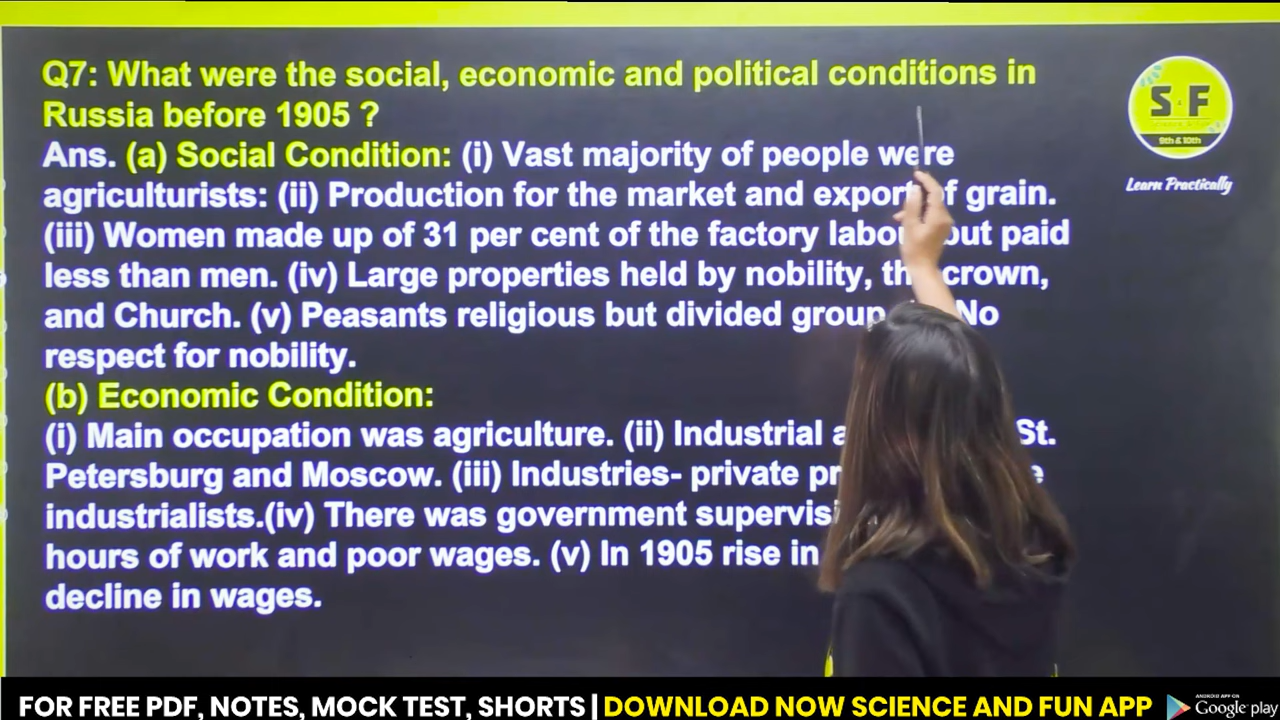 Q7: What were the social, economic and political conditions in
Russia before 1905 ?
Ans. (a) Social Condition: (i) Vast majority of people were
agriculturists: (ii) Production for the market and export of grain.
(iii) Women made up of 31 per cent of the factory labour but paid
less than men. (iv) Large properties held by nobility, the crown,
and Church. (v) Peasants religious but divided group No
respect for nobility.
(b) Economic Condition:
(i) Main occupation was agriculture. (ii) Industrial St.
Petersburg and Moscow. (iii) Industries- private
industrialists.(iv) There was government
hours of work and poor wages. (v) In 1905 rise in
decline in wages.
S F
9th & 10th
Learn Practically
FOR FREE PDF, NOTES, MOCK TEST, SHORTS | DOWNLOAD NOW SCIENCE AND FUN APP
ANDROID APP ON
Google play